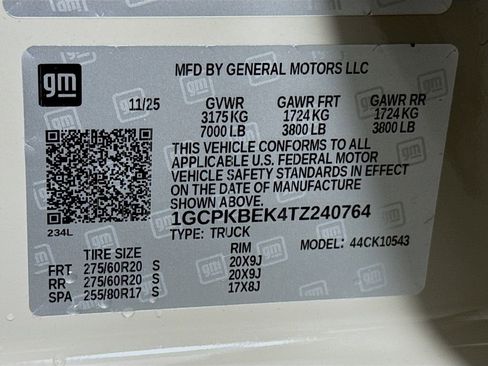 gm
MFD BY GENERAL MOTORS LLC
11/25 GVWR GAWR FRT GAWR RR
3175 KG 1724 KG 1724 KG
7000 LB 3800 LB 3800 LB
THIS VEHICLE CONFORMS TO ALL
APPLICABLE U.S. FEDERAL MOTOR
VEHICLE SAFETY STANDARDS IN EFFECT
ON THE DATE OF MANUFACTURE
SHOWN ABOVE.
1GCPKBEK4TZ240764
234L TYPE: TRUCK MODEL: 44CK10543
TIRE SIZE RIM
FRT 275/60R20 S 20X9J
RR 275/60R20 S 20X9J
SPA 255/80R17 S 17X8J